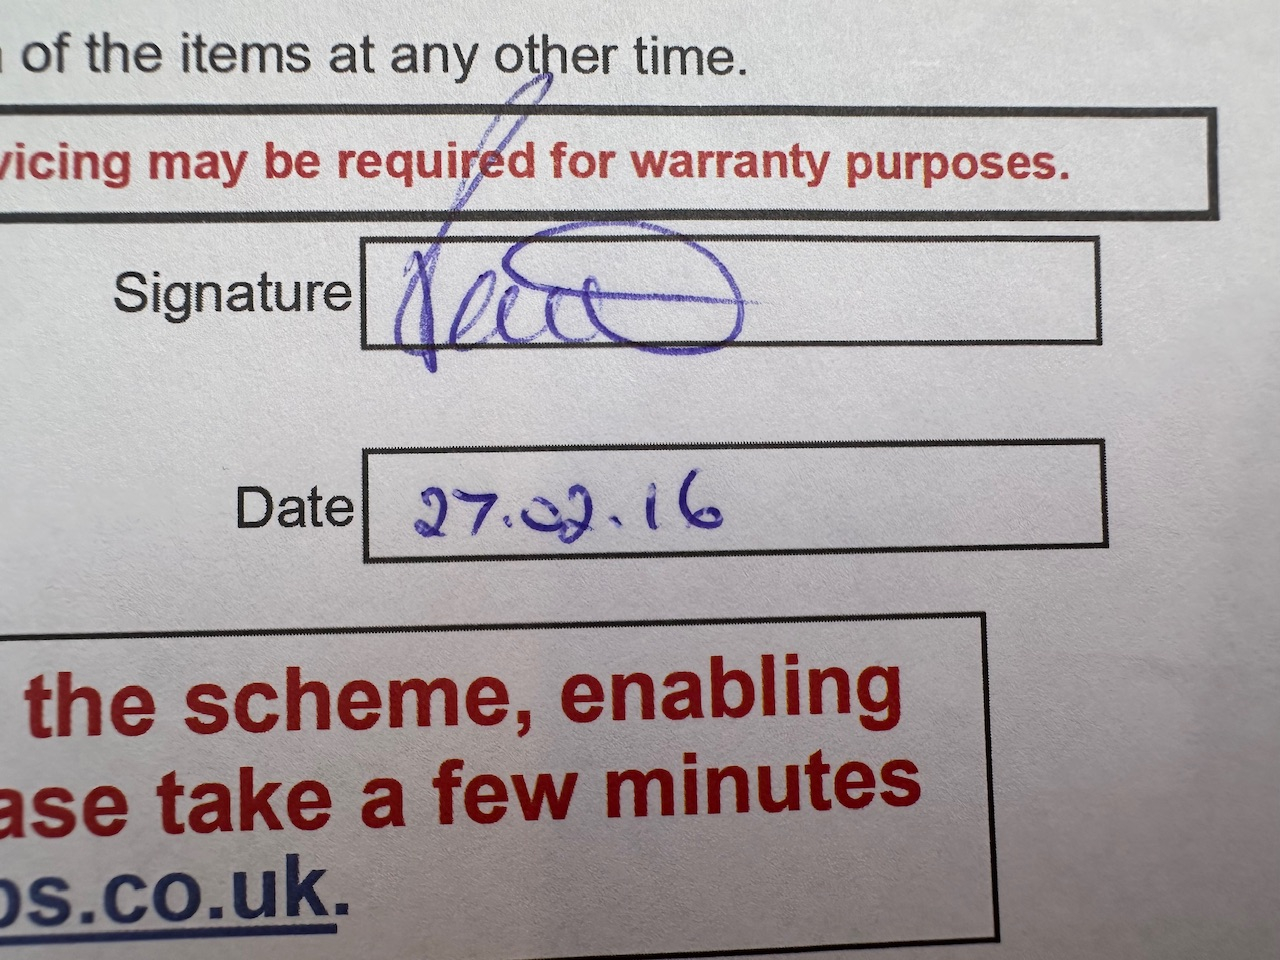 of the items at any other time.
vicing may be required for warranty purposes.
Signature
Date 27.02.16
the scheme, enabling
ase take a few minutes
os.co.uk.